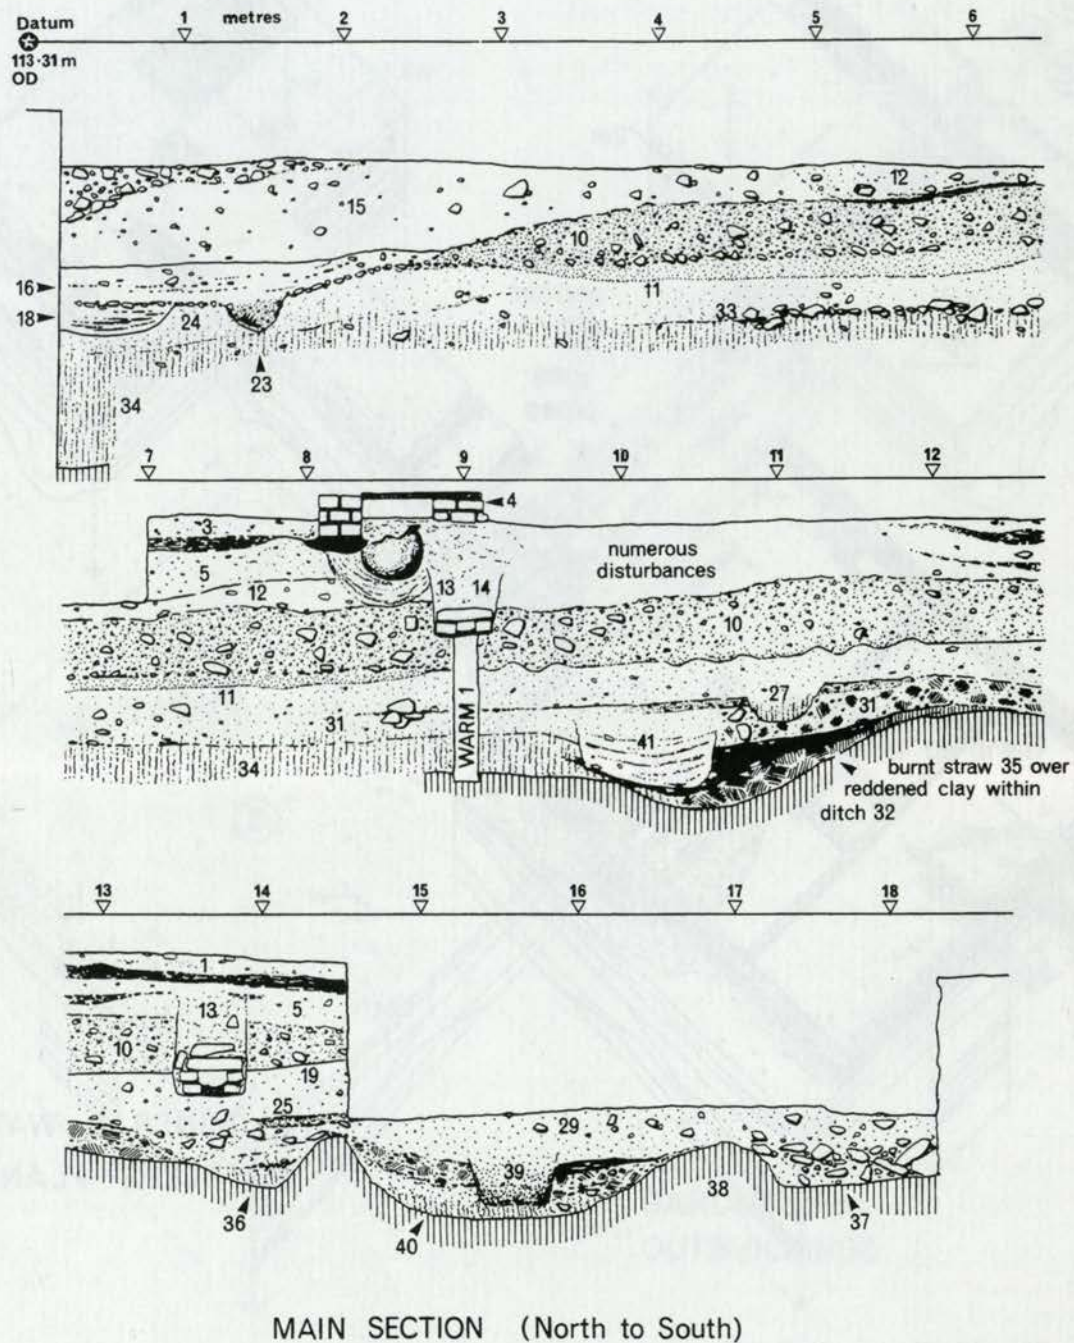 Datum 1 metres 2 3 4 5 6
113·31 m
OD
12
15
10
16 11
18 24 33
23
34
7 8 9 10 11 12
4
3
numerous
5 disturbances
12 13 14
10
11 27
31 31
WARM 1
41
34
burnt straw 35 over
reddened clay within
ditch 32
13 14 15 16 17 18
1
13 5
10
19
25 29
39
38
36 37
40
MAIN SECTION (North to South)